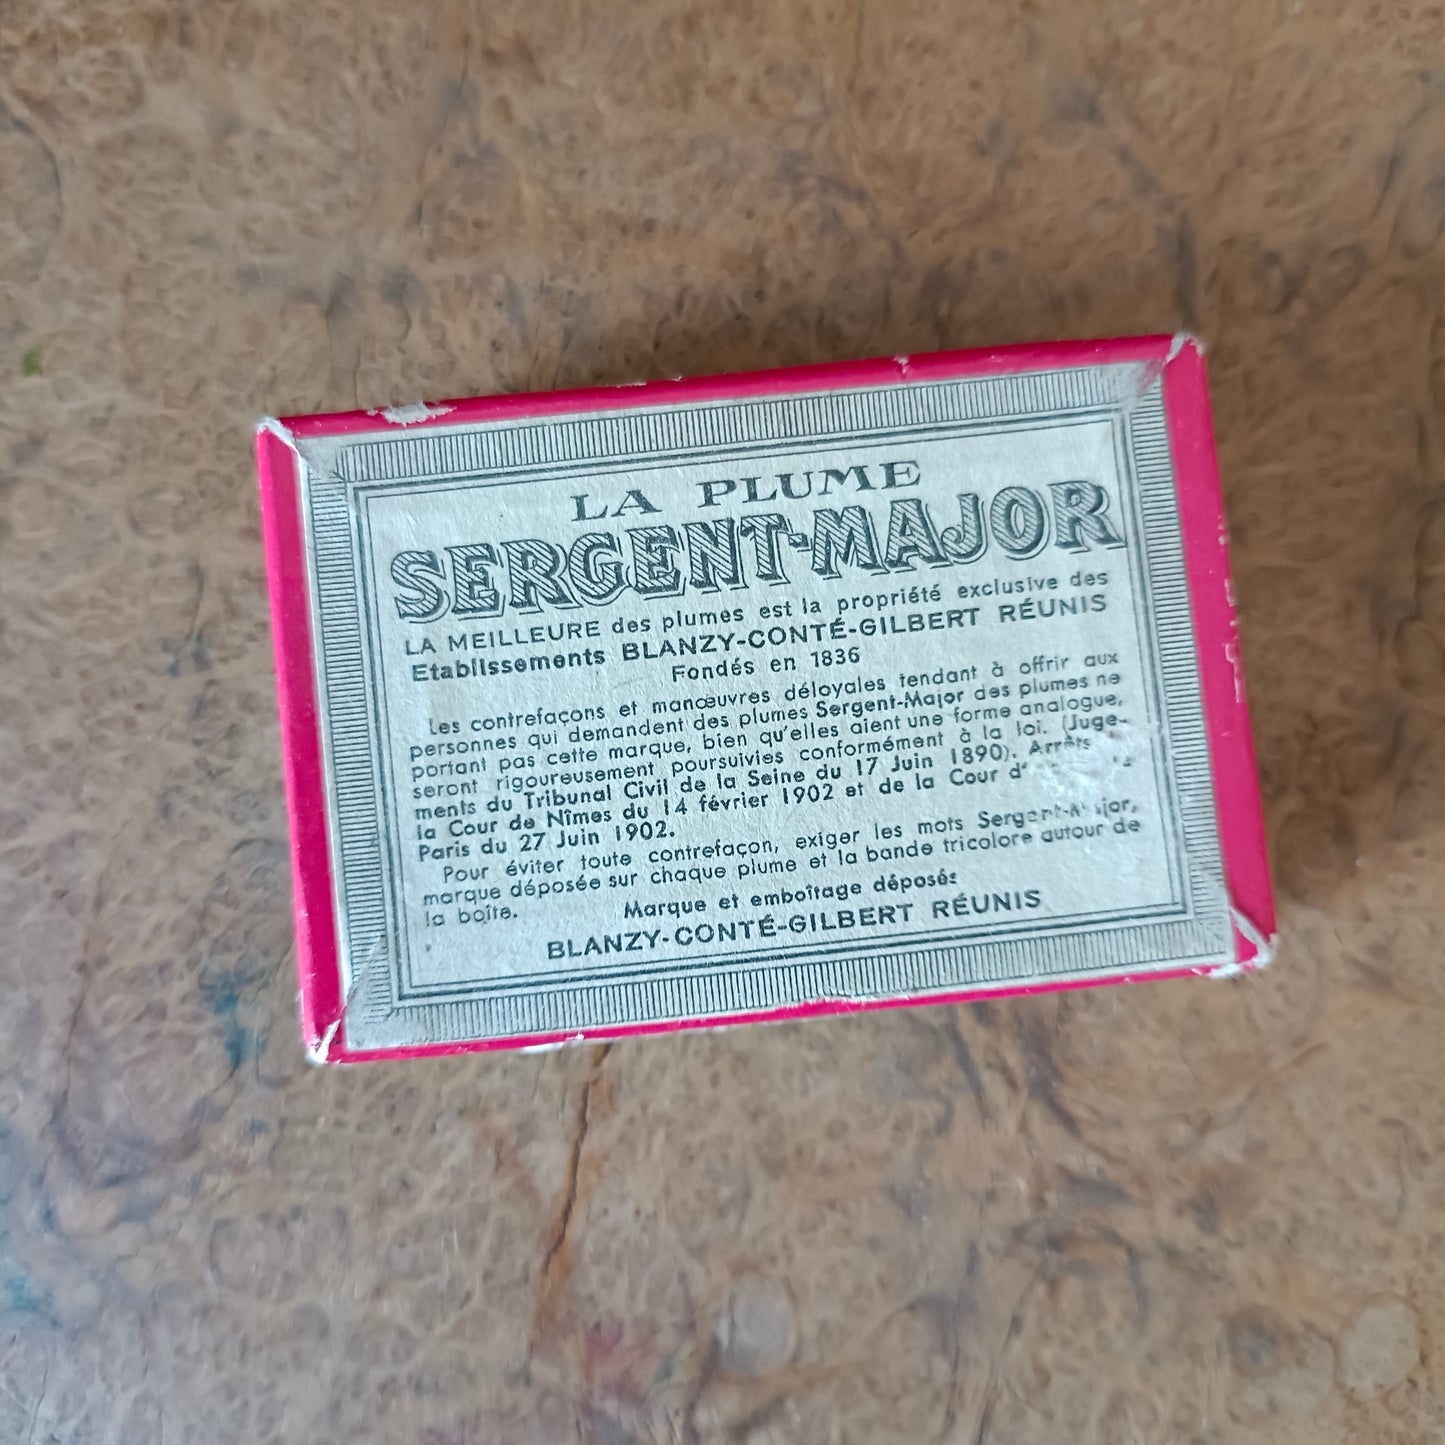 LA PLUME
SERGENT-MAJOR
LA MEILLEURE des plumes est la propriété exclusive des
Etablissements BLANZY-CONTÉ-GILBERT RÉUNIS
Fondés en 1836
Les contrefaçons et manœuvres déloyales tendant à offrir aux
personnes qui demandent des plumes Sergent-Major des plumes ne
portant pas cette marque, bien qu'elles aient une forme analogue,
seront rigoureusement poursuivies conformément à la loi. (Juge-
ments du Tribunal Civil de la Seine du 17 Juin 1890). Arrêts
la Cour de Nîmes du 14 février 1902 et de la Cour
Paris du 27 Juin 1902.
Pour éviter toute contrefaçon, exiger les mots Sergent-Major,
marque déposée sur chaque plume et la bande tricolore autour de
la boîte.
Marque et emboîtage déposés
BLANZY-CONTÉ-GILBERT RÉUNIS